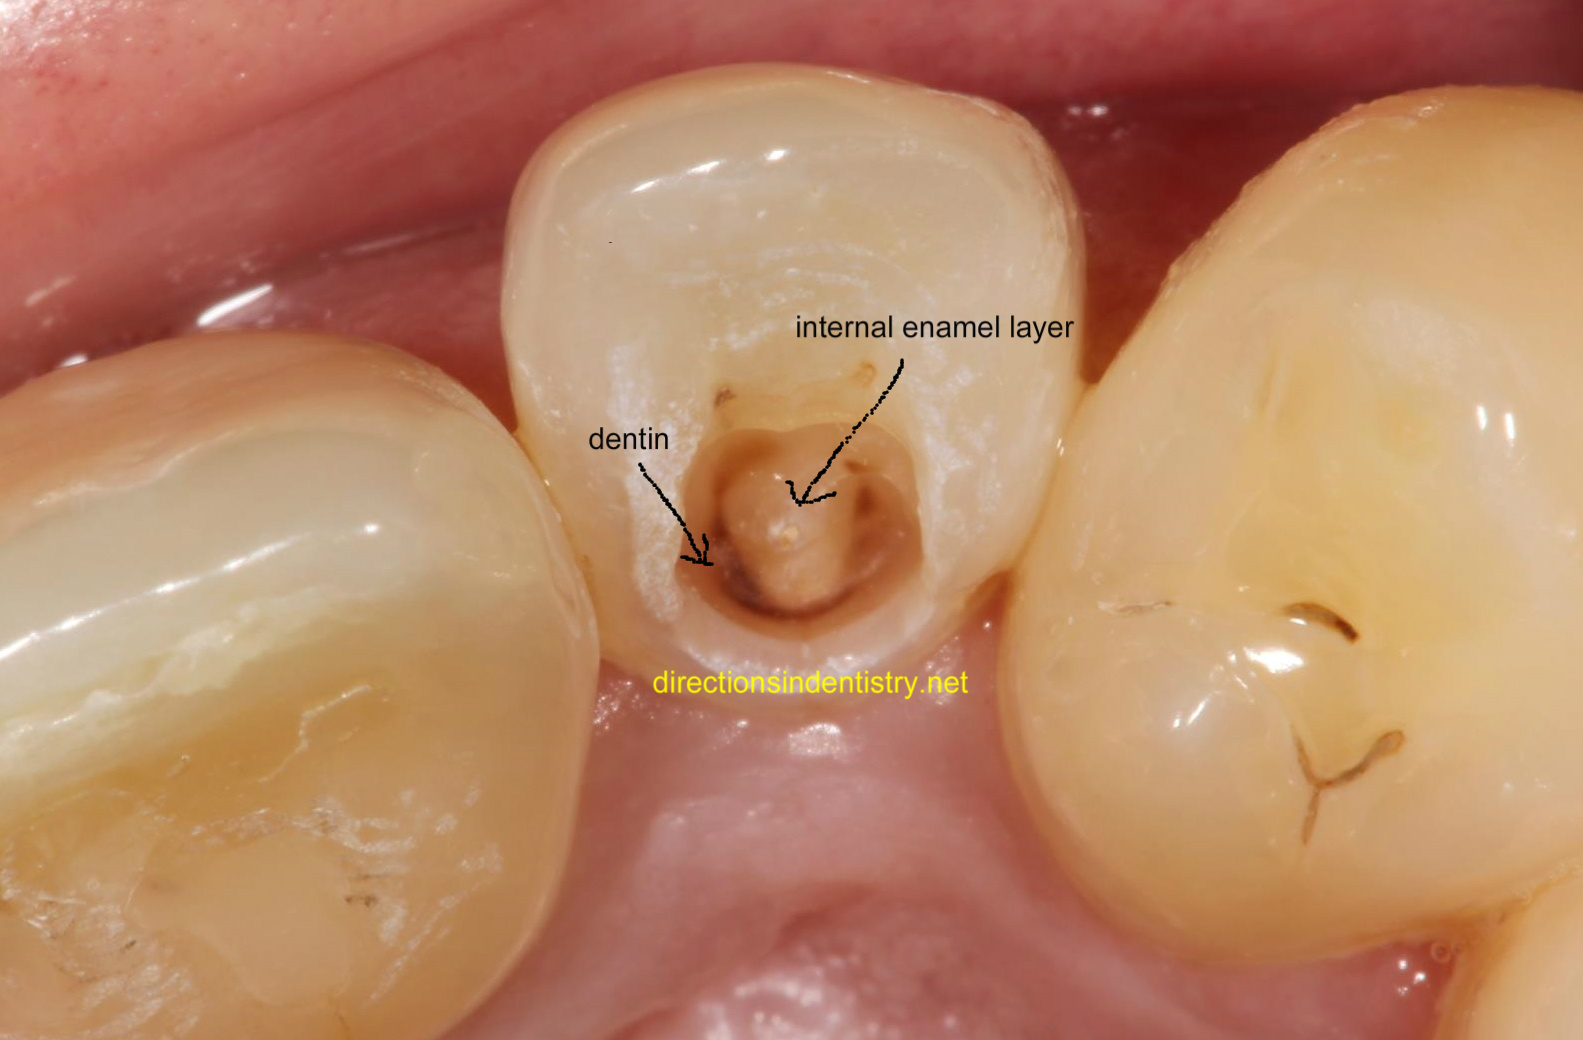 internal enamel layer
dentin
directionsindentistry.net